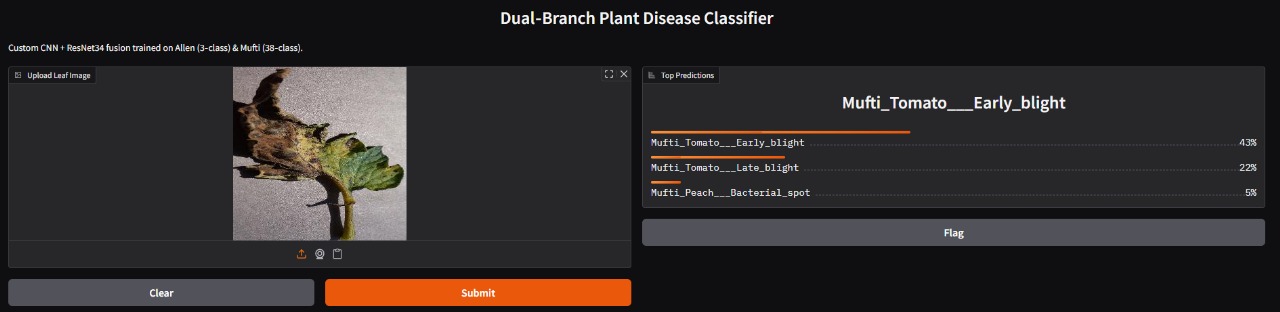 Dual-Branch Plant Disease Classifier
Custom CNN + ResNet34 fusion trained on Allen (3-class) & Mufti (38-class).
Upload Leaf Image
Clear
Submit
Top Predictions
Mufti_Tomato___Early_blight
Mufti_Tomato___Early_blight 43%
Mufti_Tomato___Late_blight 22%
Mufti_Peach___Bacterial_spot 5%
Flag